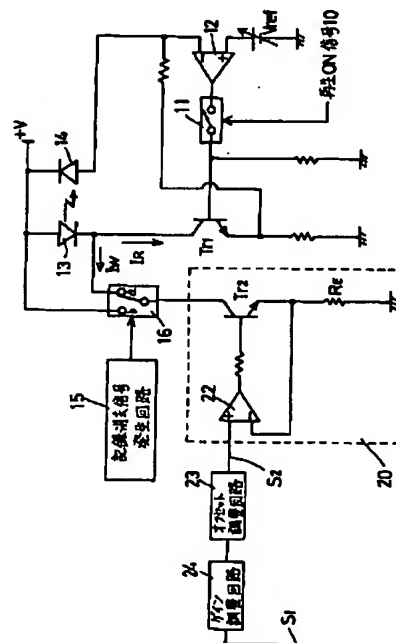 +V
14
13
12
Vref
11
再生ON信号10
IW
IR
Tr1
a
16
15
記録消去信号
発生回路
Tr2
22
RE
20
S2
23
オフセット
調整回路
24
ゲイン
調整回路
S1